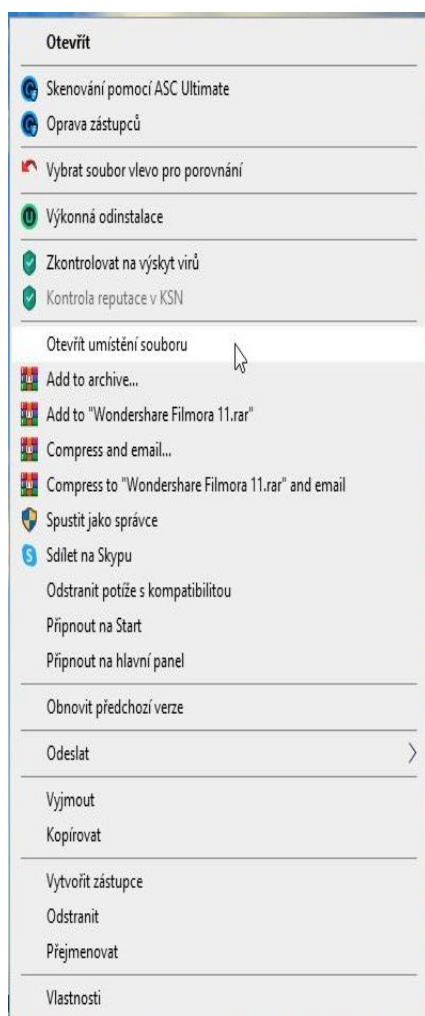 Otevřít
Skenování pomocí ASC Ultimate
Oprava zástupců
Vybrat soubor vlevo pro porovnání
Výkonná odinstalace
Zkontrolovat na výskyt virů
Kontrola reputace v KSN
Otevřít umístění souboru
Add to archive...
Add to "Wondershare Filmora 11.rar"
Compress and email...
Compress to "Wondershare Filmora 11.rar" and email
Spustit jako správce
Sdílet na Skypu
Odstranit potíže s kompatibilitou
Připnout na Start
Připnout na hlavní panel
Obnovit předchozí verze
Odeslat
Vyjmout
Kopírovat
Vytvořit zástupce
Odstranit
Přejmenovat
Vlastnosti